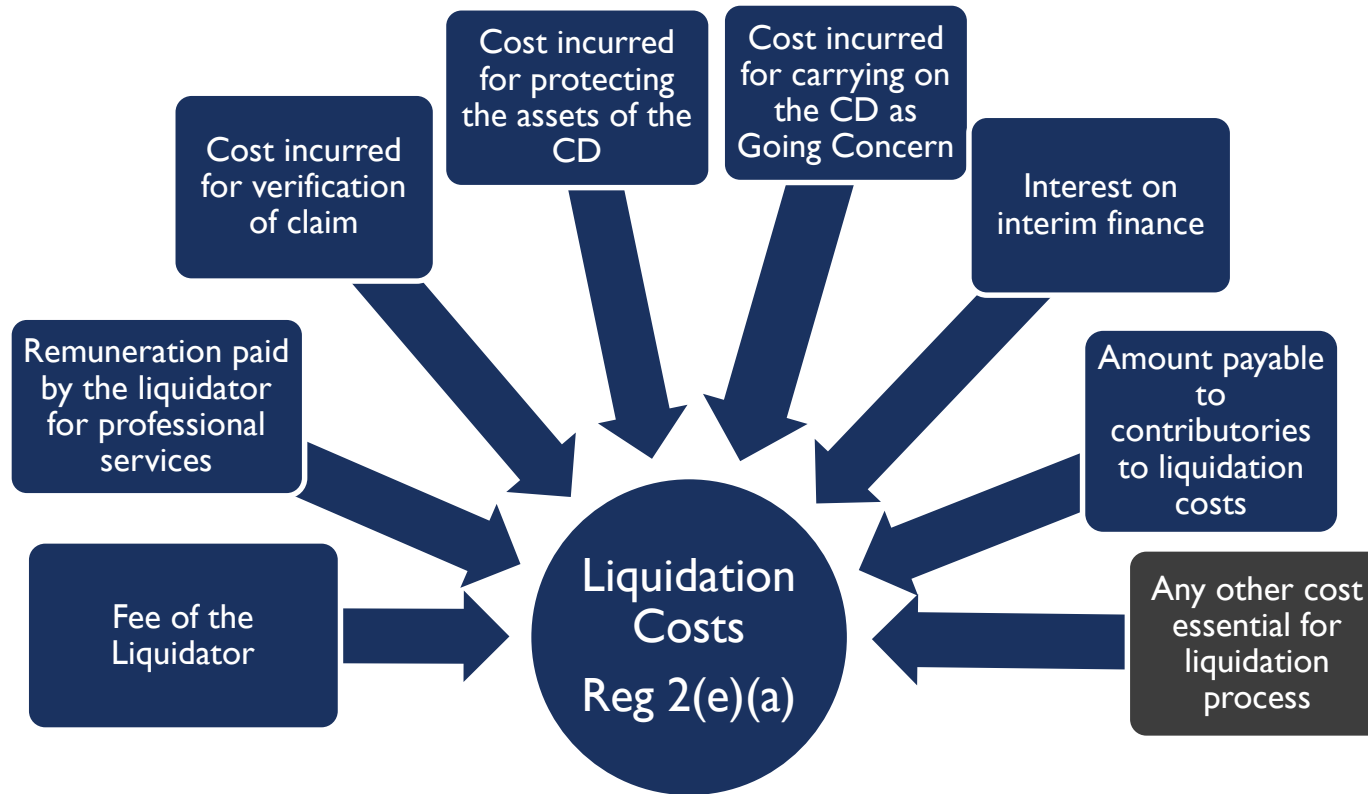 Fee of the
Liquidator
Remuneration paid
by the liquidator
for professional
services
Cost incurred
for verification
of claim
Cost incurred
for protecting
the assets of the
CD
Cost incurred
for carrying on
the CD as
Going Concern
Interest on
interim finance
Amount payable
to
contributories
to liquidation
costs
Any other cost
essential for
liquidation
process
Liquidation
Costs
Reg 2(e)(a)